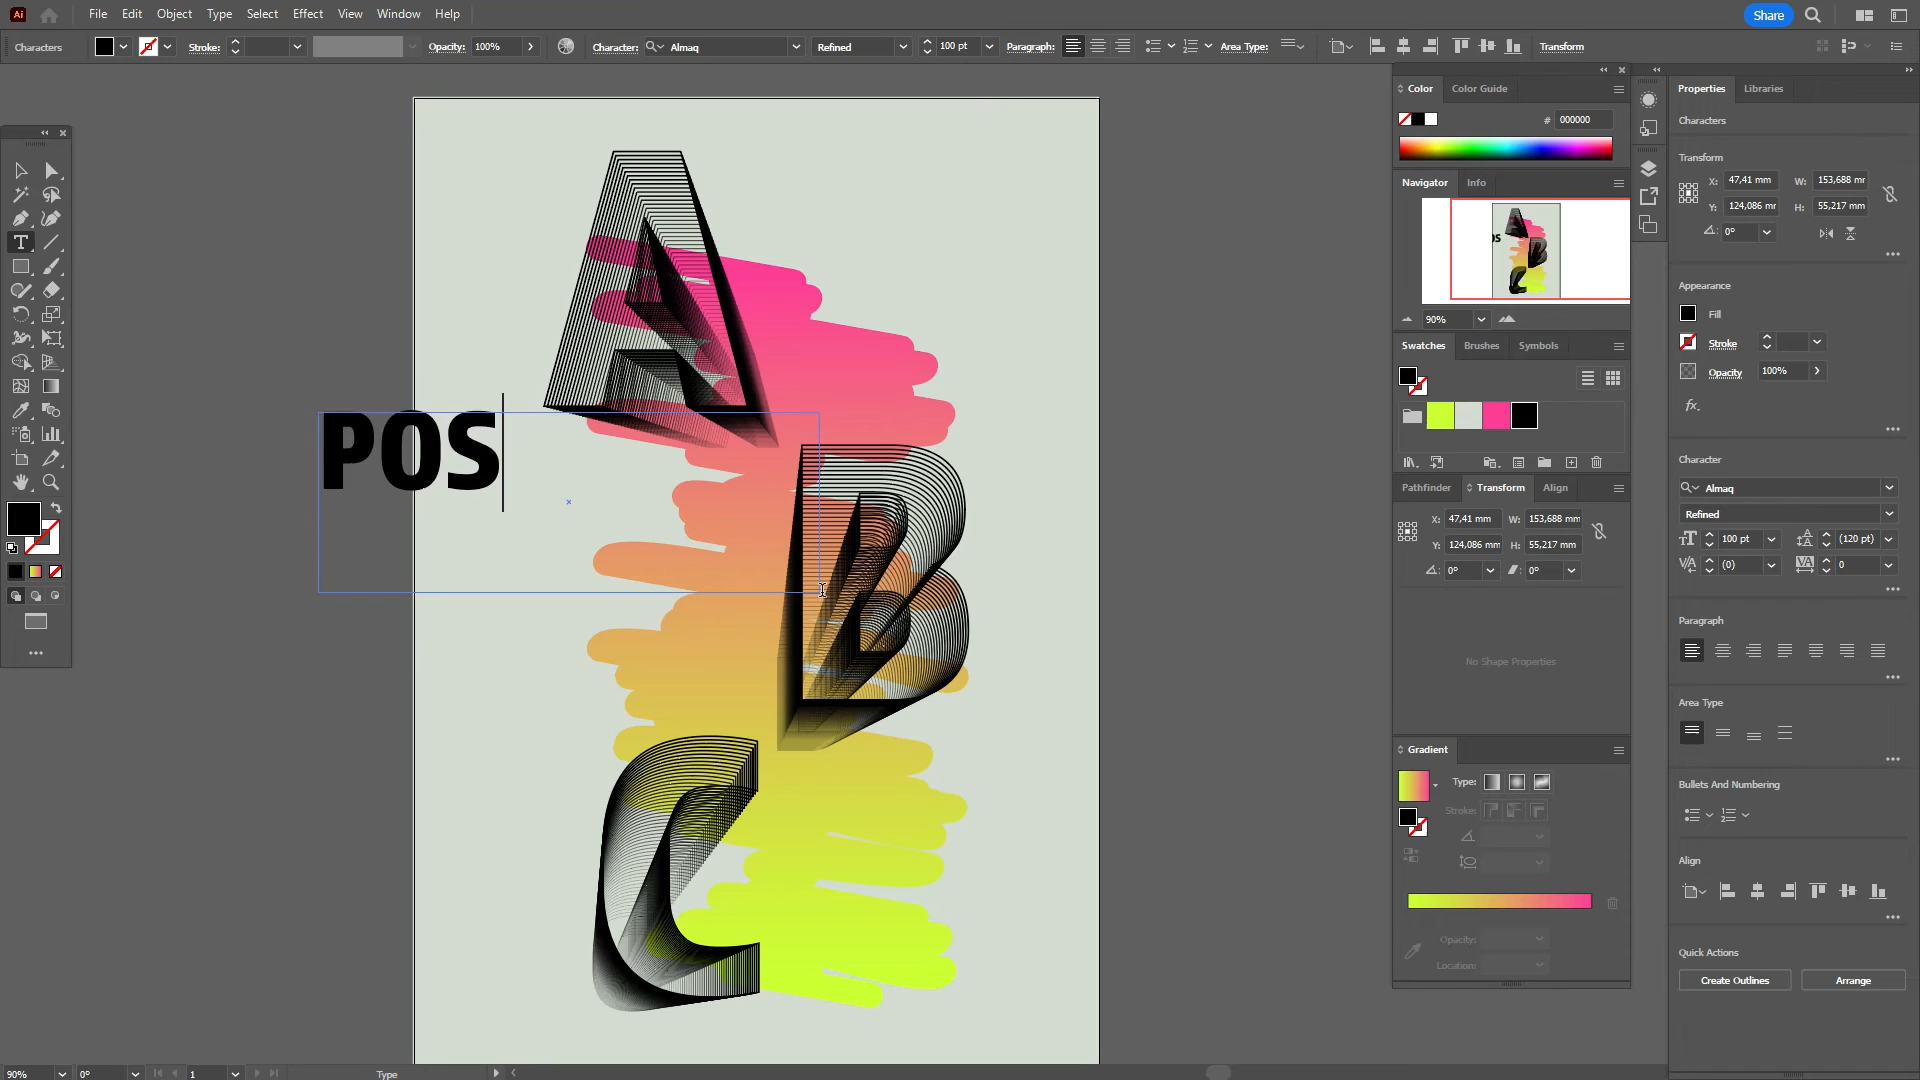 Ai File Edit Object Type Select Effect View Window Help Share
Characters Stroke: Opacity: 100% Character: Almaq Refined 100 pt Paragraph: Area Type: Transform
Color Color Guide
# 000000
Navigator Info
POS
90%
Swatches Brushes Symbols
Pathfinder Transform Align
X: 47,41 mm W: 153,688 mm
Y: 124,086 mm H: 55,217 mm
0° 0°
No Shape Properties
Gradient
Type:
Stroke:
Opacity:
Location:
Properties Libraries
Characters
Transform
X: 47,41 mm W: 153,688 mr
Y: 124,086 mr H: 55,217 mm
0°
Appearance
Fill
Stroke
Opacity 100%
fx.
Character
Almaq
Refined
100 pt (120 pt)
(0) 0
Paragraph
Area Type
Bullets And Numbering
Align
Quick Actions
Create Outlines Arrange
A
POS
B
C
90% 0° 1 Type